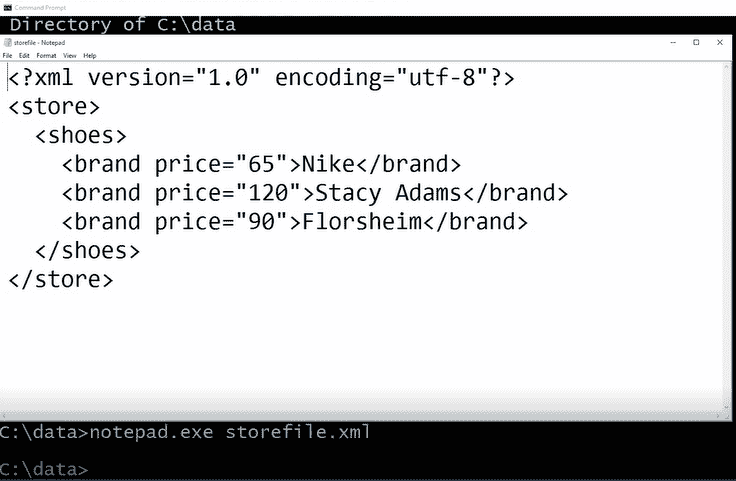 Command Prompt
Directory of C:\data
storefile - Notepad
File Edit Format View Help
<?xml version="1.0" encoding="utf-8"?>
<store>
  <shoes>
    <brand price="65">Nike</brand>
    <brand price="120">Stacy Adams</brand>
    <brand price="90">Florsheim</brand>
  </shoes>
</store>
C:\data>notepad.exe storefile.xml
C:\data>